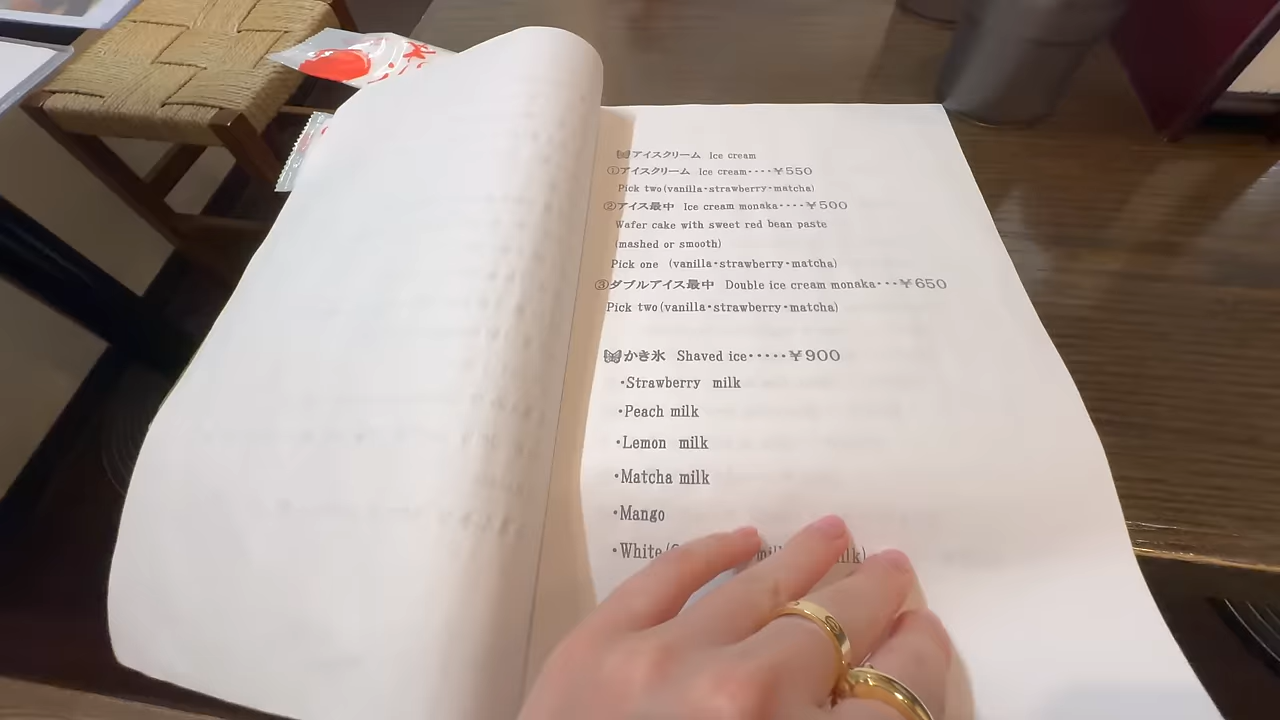 アイスクリーム Ice cream
①アイスクリーム Ice cream····¥550
Pick two(vanilla・strawberry・matcha)
②アイス最中 Ice cream monaka····¥500
Wafer cake with sweet red bean paste
(mashed or smooth)
Pick one (vanilla・strawberry・matcha)
③ダブルアイス最中 Double ice cream monaka···¥650
Pick two(vanilla・strawberry・matcha)
かき氷 Shaved ice·····¥900
・Strawberry milk
・Peach milk
・Lemon milk
・Matcha milk
・Mango
・White